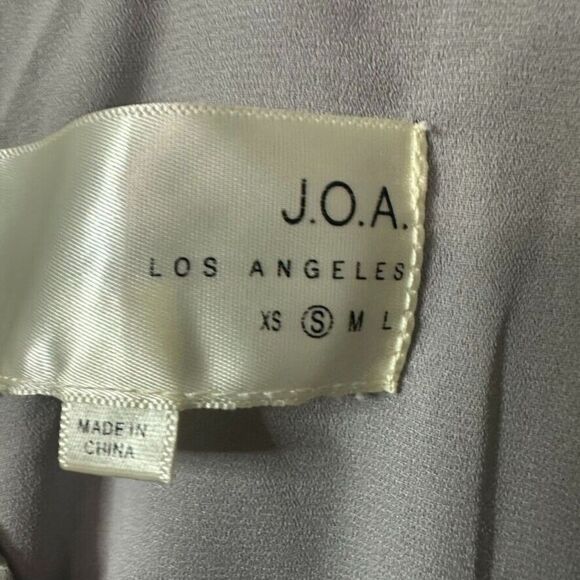 J.O.A.
LOS ANGELES
XS S M L
MADE IN
CHINA